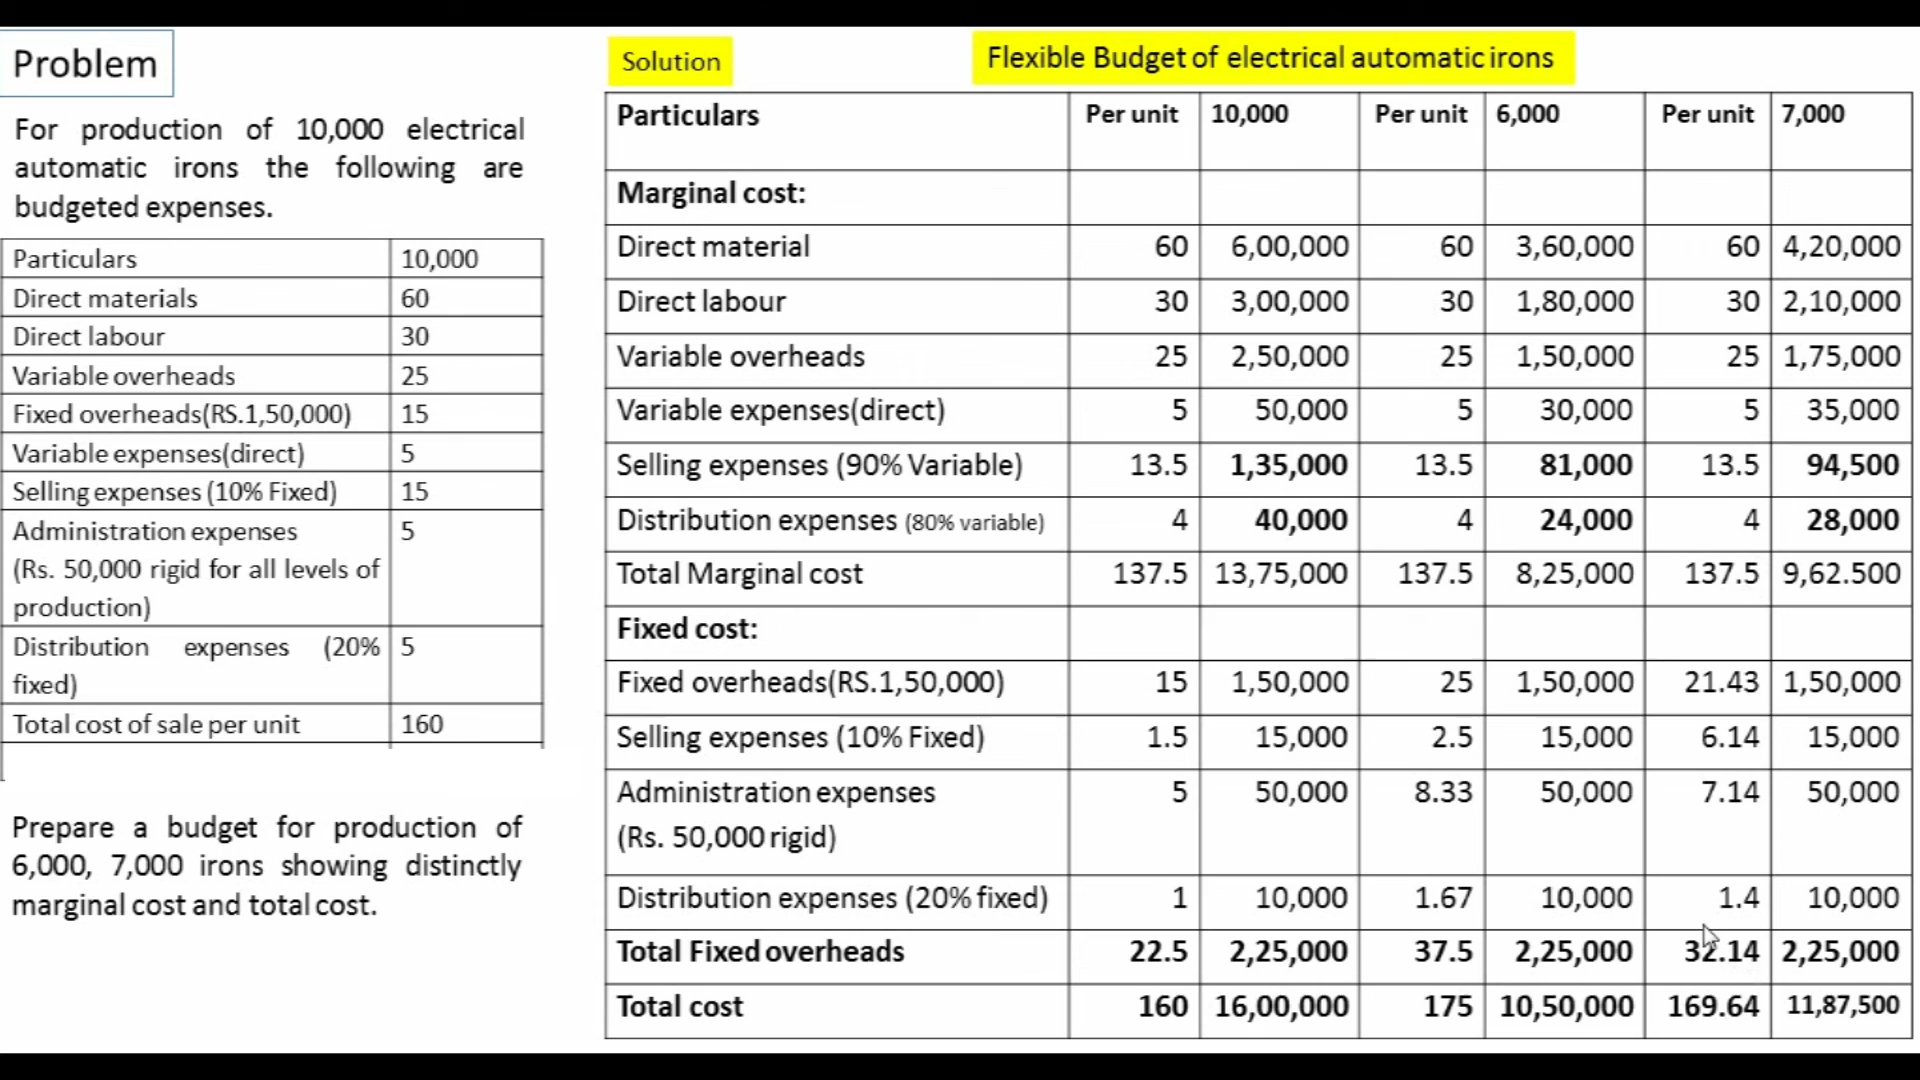 Problem
For production of 10,000 electrical
automatic irons the following are
budgeted expenses.
Particulars 10,000
Direct materials 60
Direct labour 30
Variable overheads 25
Fixed overheads(RS.1,50,000) 15
Variable expenses(direct) 5
Selling expenses (10% Fixed) 15
Administration expenses 5
(Rs. 50,000 rigid for all levels of
production)
Distribution expenses (20% 5
fixed)
Total cost of sale per unit 160
Prepare a budget for production of
6,000, 7,000 irons showing distinctly
marginal cost and total cost.
Solution
Flexible Budget of electrical automatic irons
Particulars Per unit 10,000 Per unit 6,000 Per unit 7,000
Marginal cost:
Direct material 60 6,00,000 60 3,60,000 60 4,20,000
Direct labour 30 3,00,000 30 1,80,000 30 2,10,000
Variable overheads 25 2,50,000 25 1,50,000 25 1,75,000
Variable expenses(direct) 5 50,000 5 30,000 5 35,000
Selling expenses (90% Variable) 13.5 1,35,000 13.5 81,000 13.5 94,500
Distribution expenses (80% variable) 4 40,000 4 24,000 4 28,000
Total Marginal cost 137.5 13,75,000 137.5 8,25,000 137.5 9,62.500
Fixed cost:
Fixed overheads(RS.1,50,000) 15 1,50,000 25 1,50,000 21.43 1,50,000
Selling expenses (10% Fixed) 1.5 15,000 2.5 15,000 6.14 15,000
Administration expenses 5 50,000 8.33 50,000 7.14 50,000
(Rs. 50,000 rigid)
Distribution expenses (20% fixed) 1 10,000 1.67 10,000 1.4 10,000
Total Fixed overheads 22.5 2,25,000 37.5 2,25,000 32.14 2,25,000
Total cost 160 16,00,000 175 10,50,000 169.64 11,87,500